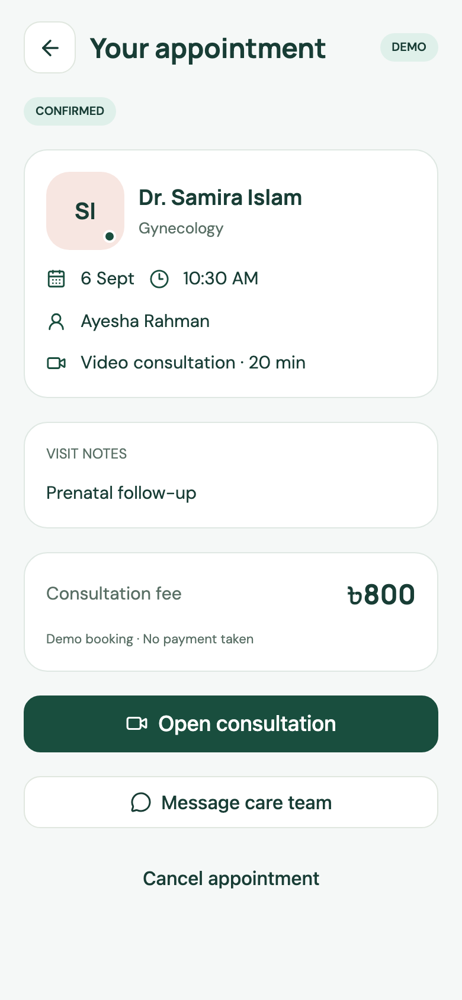 Your appointment
DEMO
CONFIRMED
SI
Dr. Samira Islam
Gynecology
6 Sept 10:30 AM
Ayesha Rahman
Video consultation · 20 min
VISIT NOTES
Prenatal follow-up
Consultation fee
৳800
Demo booking · No payment taken
Open consultation
Message care team
Cancel appointment